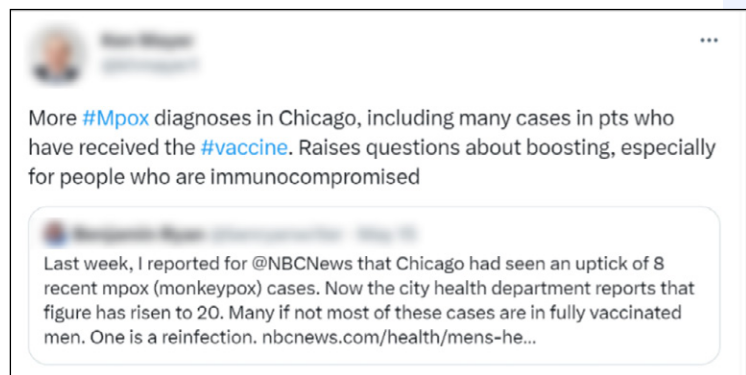 More #Mpox diagnoses in Chicago, including many cases in pts who
have received the #vaccine. Raises questions about boosting, especially
for people who are immunocompromised
Last week, I reported for @NBCNews that Chicago had seen an uptick of 8
recent mpox (monkeypox) cases. Now the city health department reports that
figure has risen to 20. Many if not most of these cases are in fully vaccinated
men. One is a reinfection. nbcnews.com/health/mens-he...